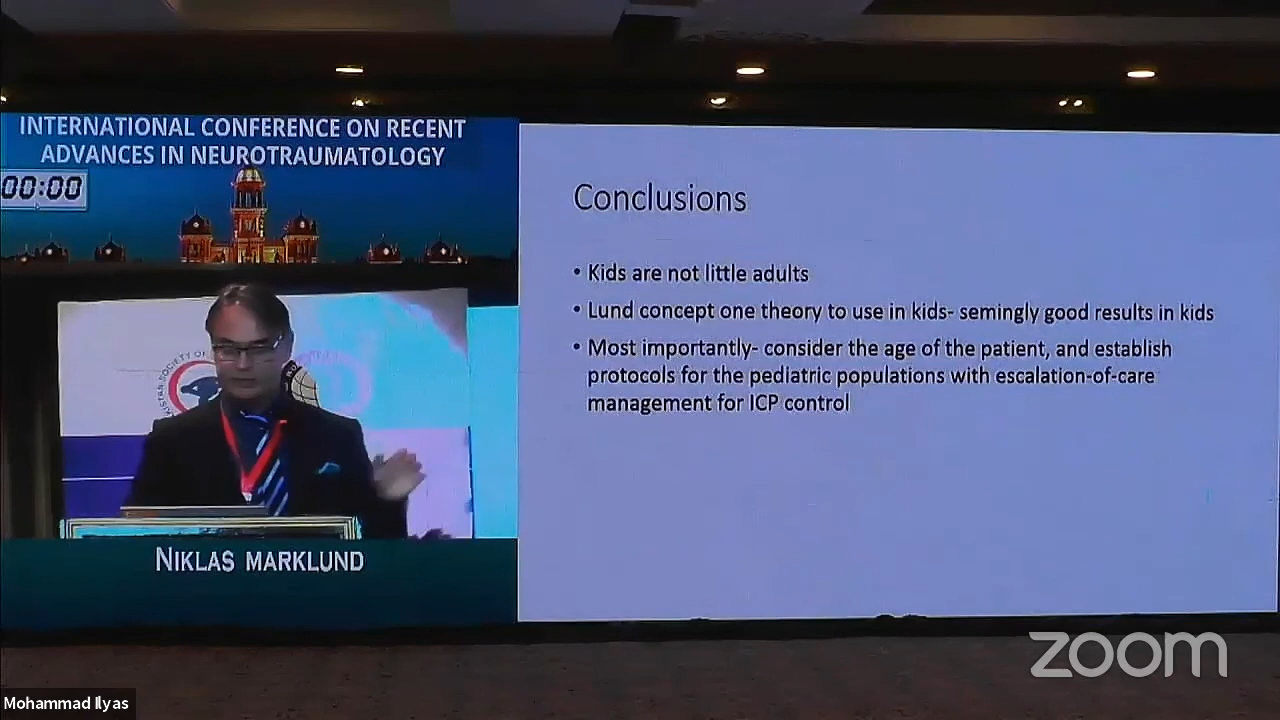 INTERNATIONAL CONFERENCE ON RECENT
ADVANCES IN NEUROTRAUMATOLOGY
00:00
Conclusions
• Kids are not little adults
• Lund concept one theory to use in kids- semingly good results in kids
• Most importantly- consider the age of the patient, and establish
protocols for the pediatric populations with escalation-of-care
management for ICP control
SOCIETY OF
NIKLAS MARKLUND
zoom
Mohammad Ilyas